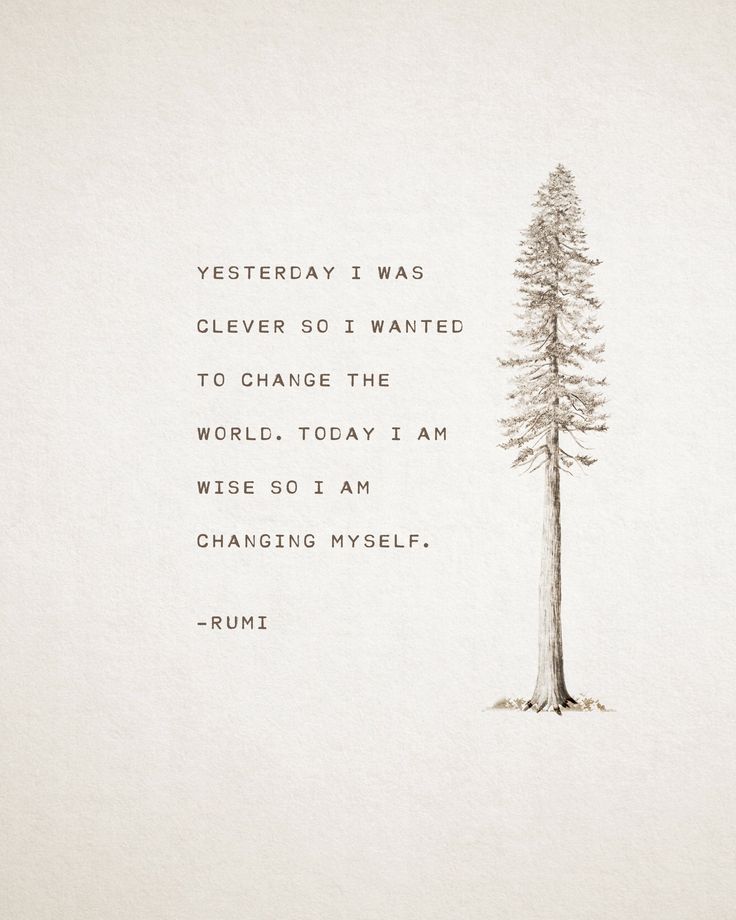 YESTERDAY I WAS
CLEVER SO I WANTED
TO CHANGE THE
WORLD. TODAY I AM
WISE SO I AM
CHANGING MYSELF.
-RUMI